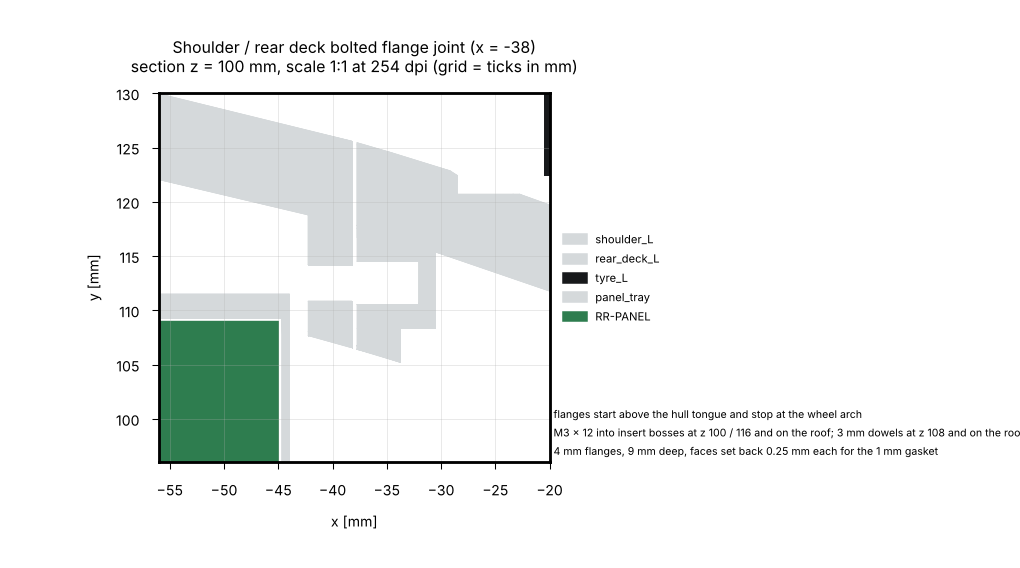 Shoulder / rear deck bolted flange joint (x = -38)
section z = 100 mm, scale 1:1 at 254 dpi (grid = ticks in mm)
130
125
120
115
110
105
100
y [mm]
−55
−50
−45
−40
−35
−30
−25
−20
x [mm]
shoulder_L
rear_deck_L
tyre_L
panel_tray
RR-PANEL
flanges start above the hull tongue and stop at the wheel arch
M3 × 12 into insert bosses at z 100 / 116 and on the roof; 3 mm dowels at z 108 and on the roo
4 mm flanges, 9 mm deep, faces set back 0.25 mm each for the 1 mm gasket